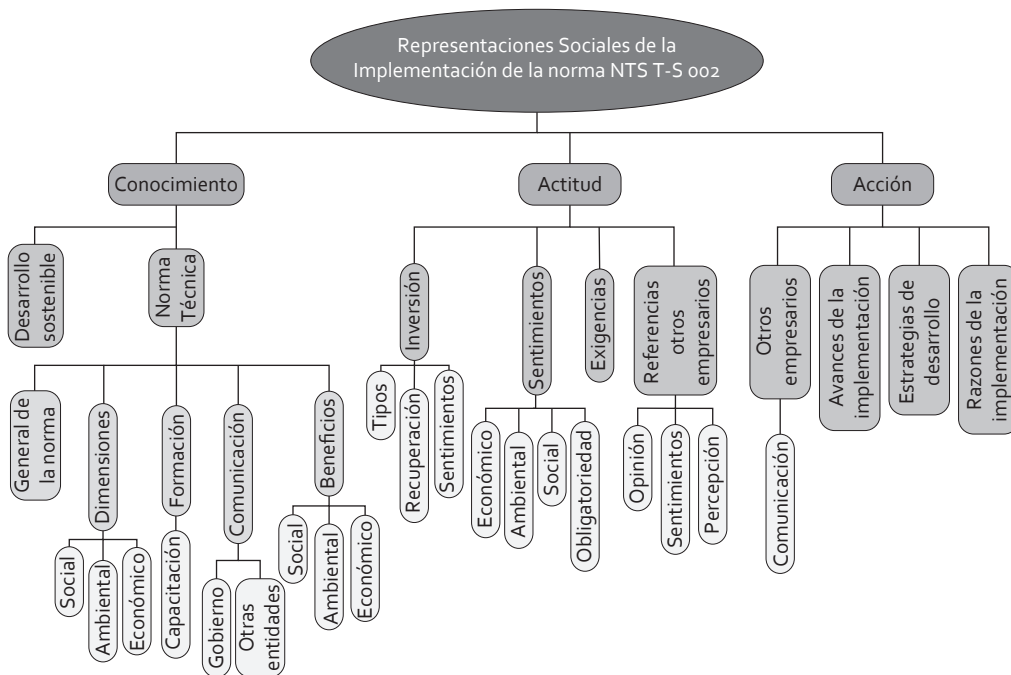 Representaciones Sociales de la
Implementación de la norma NTS T-S 002
Conocimiento
Actitud
Acción
Desarrollo
sostenible
Norma
Técnica
Inversión
Sentimientos
Exigencias
Referencias
otros
empresarios
Otros
empresarios
Avances de la
implementación
Estrategias de
desarrollo
Razones de la
implementación
General de
la norma
Dimensiones
Formación
Comunicación
Beneficios
Tipos
Recuperación
Sentimientos
Económico
Ambiental
Social
Obligatoriedad
Opinión
Sentimientos
Percepción
Comunicación
Social
Ambiental
Económico
Capacitación
Gobierno
Otras
entidades
Social
Ambiental
Económico